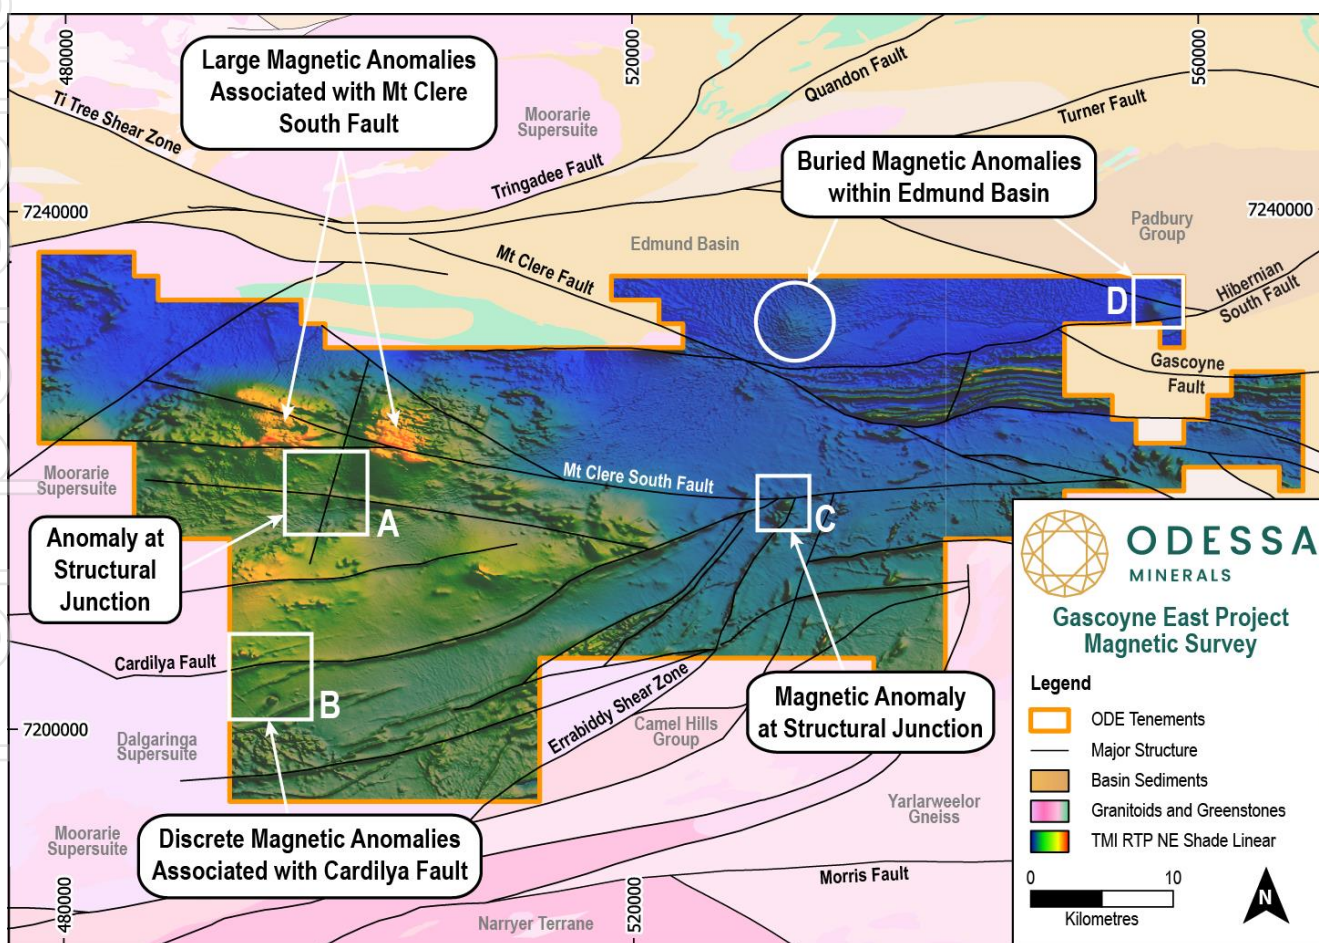 480000
520000
560000
Large Magnetic Anomalies
Associated with Mt Clere
South Fault
Ti Tree Shear Zone
Moorarie
Supersuite
Quandon Fault
Turner Fault
Tringadee Fault
Buried Magnetic Anomalies
within Edmund Basin
7240000
7240000
Padbury
Group
Edmund Basin
Mt Clere Fault
Hibernian
South Fault
D
Gascoyne
Fault
Moorarie
Supersuite
Mt Clere South Fault
A
C
Anomaly at
Structural
Junction
Cardilya Fault
B
Errabiddy Shear Zone
Camel Hills
Group
Magnetic Anomaly
at Structural Junction
7200000
Dalgaringa
Supersuite
Yarlarweelor
Gneiss
Moorarie
Supersuite
Discrete Magnetic Anomalies
Associated with Cardilya Fault
Morris Fault
480000
520000
Narryer Terrane
ODESSA
MINERALS
Gascoyne East Project
Magnetic Survey
Legend
ODE Tenements
Major Structure
Basin Sediments
Granitoids and Greenstones
TMI RTP NE Shade Linear
0 10
Kilometres
N